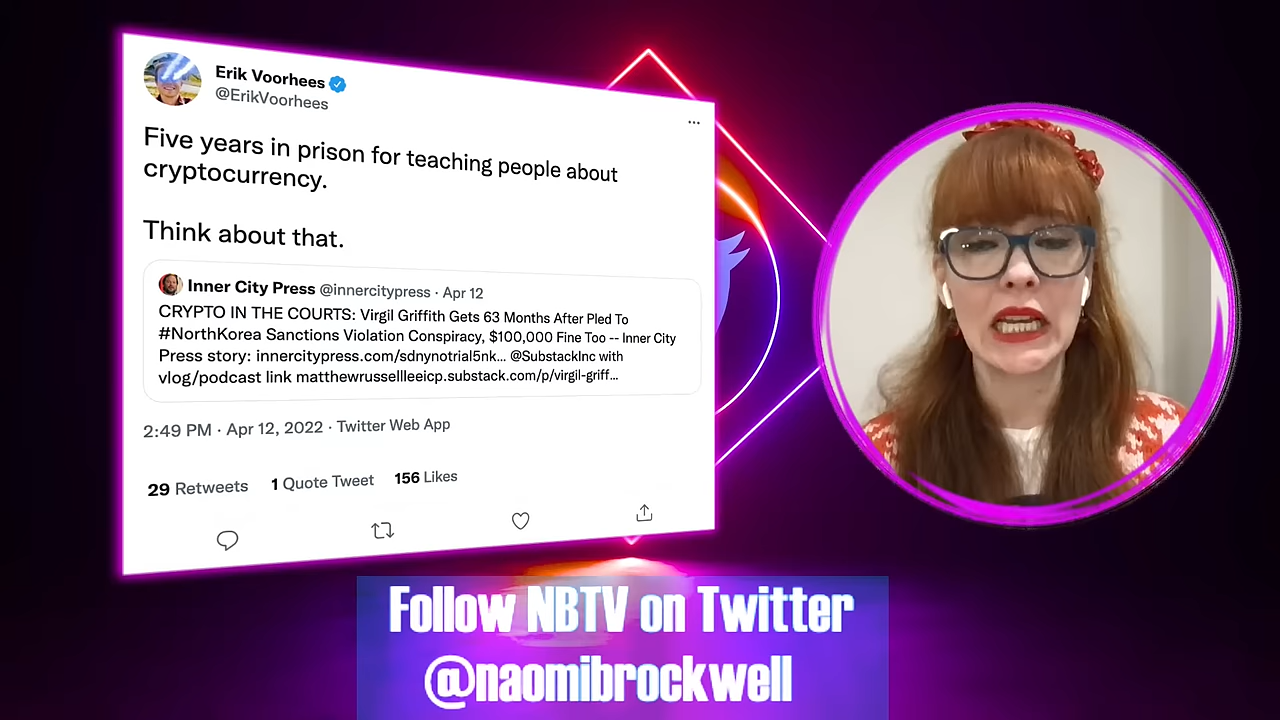 Erik Voorhees
@ErikVoorhees
Five years in prison for teaching people about
cryptocurrency.
Think about that.
Inner City Press @innercitypress · Apr 12
CRYPTO IN THE COURTS: Virgil Griffith Gets 63 Months After Pled To
#NorthKorea Sanctions Violation Conspiracy, $100,000 Fine Too -- Inner City
Press story: innercitypress.com/sdnynotrial5nk... @SubstackInc with
vlog/podcast link matthewrussellleeicp.substack.com/p/virgil-griff...
2:49 PM · Apr 12, 2022 · Twitter Web App
29 Retweets 1 Quote Tweet 156 Likes
Follow NBTV on Twitter
@naomibrockwell